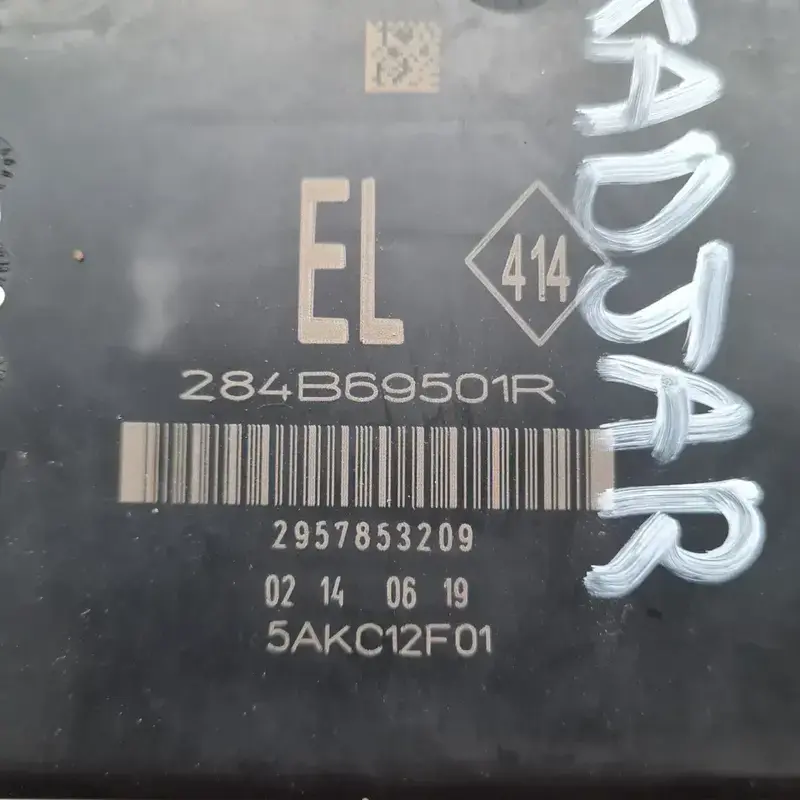 KADJAR
EL
414
284B69501R
2957853209
02 14 06 19
5AKC12F01